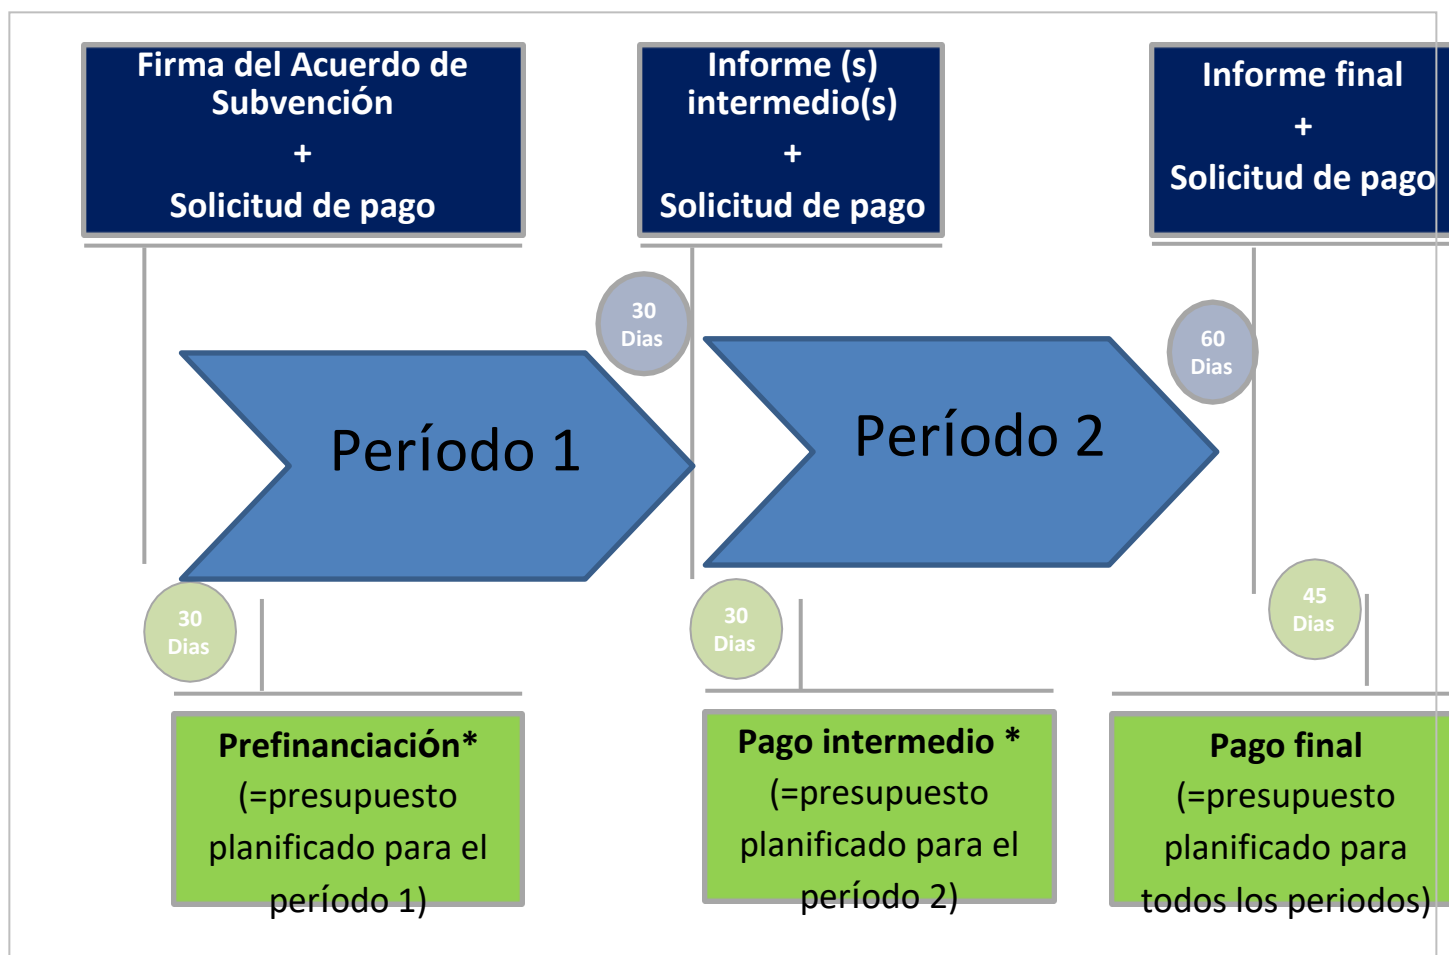 Firma del Acuerdo de
Subvención
+
Solicitud de pago
Informe (s)
intermedio(s)
+
Solicitud de pago
Informe final
+
Solicitud de pago
30
Dias
60
Dias
Período 1
Período 2
30
Dias
30
Dias
45
Dias
Prefinanciación*
(=presupuesto
planificado para el
período 1)
Pago intermedio *
(=presupuesto
planificado para el
período 2)
Pago final
(=presupuesto
planificado para
todos los periodos)